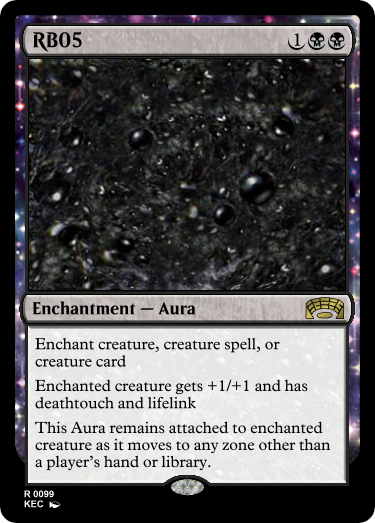 RB05
1
Enchantment — Aura
Enchant creature, creature spell, or
creature card
Enchanted creature gets +1/+1 and has
deathtouch and lifelink
This Aura remains attached to enchanted
creature as it moves to any zone other than
a player's hand or library.
R 0099
KEC